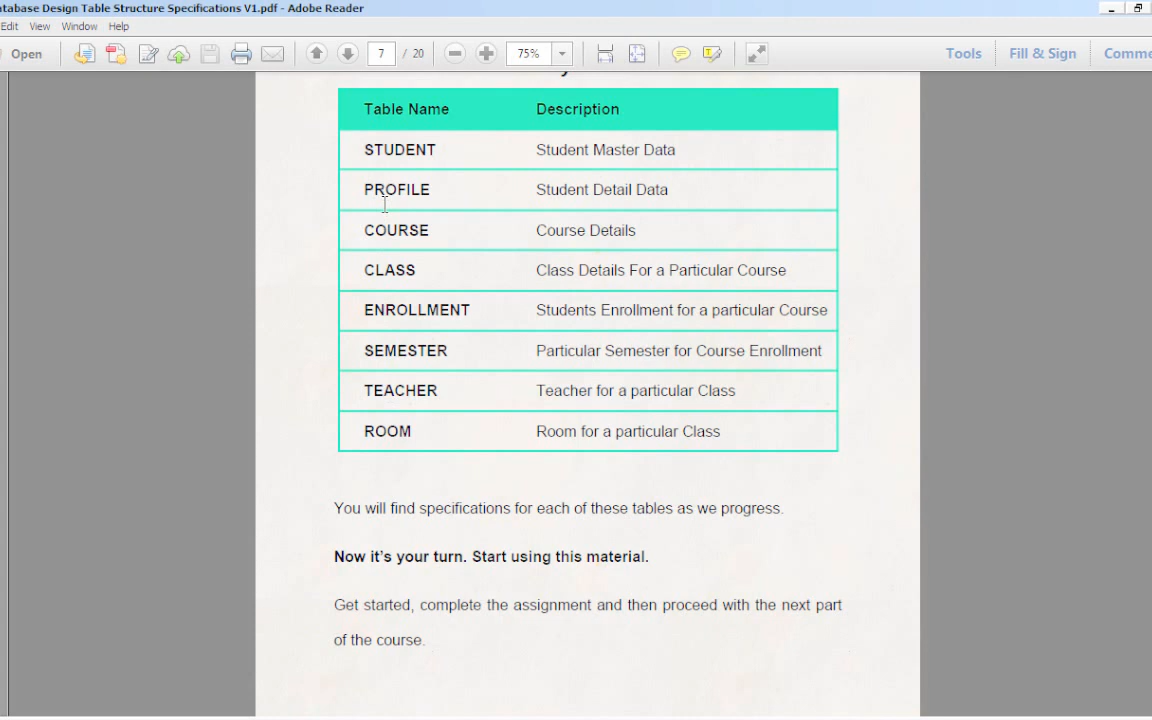 atabase Design Table Structure Specifications V1.pdf - Adobe Reader
Edit View Window Help
Open 7 / 20 75% Tools Fill & Sign Comme
Table Name Description
STUDENT Student Master Data
PROFILE Student Detail Data
COURSE Course Details
CLASS Class Details For a Particular Course
ENROLLMENT Students Enrollment for a particular Course
SEMESTER Particular Semester for Course Enrollment
TEACHER Teacher for a particular Class
ROOM Room for a particular Class
You will find specifications for each of these tables as we progress.
Now it's your turn. Start using this material.
Get started, complete the assignment and then proceed with the next part
of the course.